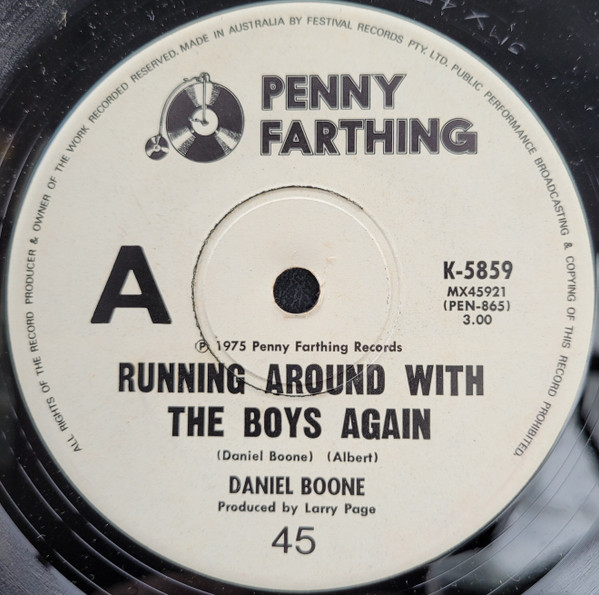 ALL RIGHTS OF THE RECORD PRODUCER & OWNER OF THE WORK RECORDED RESERVED. MADE IN AUSTRALIA BY FESTIVAL RECORDS PTY. LTD. PUBLIC PERFORMANCE BROADCASTING & COPYING OF THIS RECORD PROHIBITED.
PENNY
FARTHING
A
K-5859
MX45921
(PEN-865)
3.00
℗ 1975 Penny Farthing Records
RUNNING AROUND WITH
THE BOYS AGAIN
(Daniel Boone) (Albert)
DANIEL BOONE
Produced by Larry Page
45